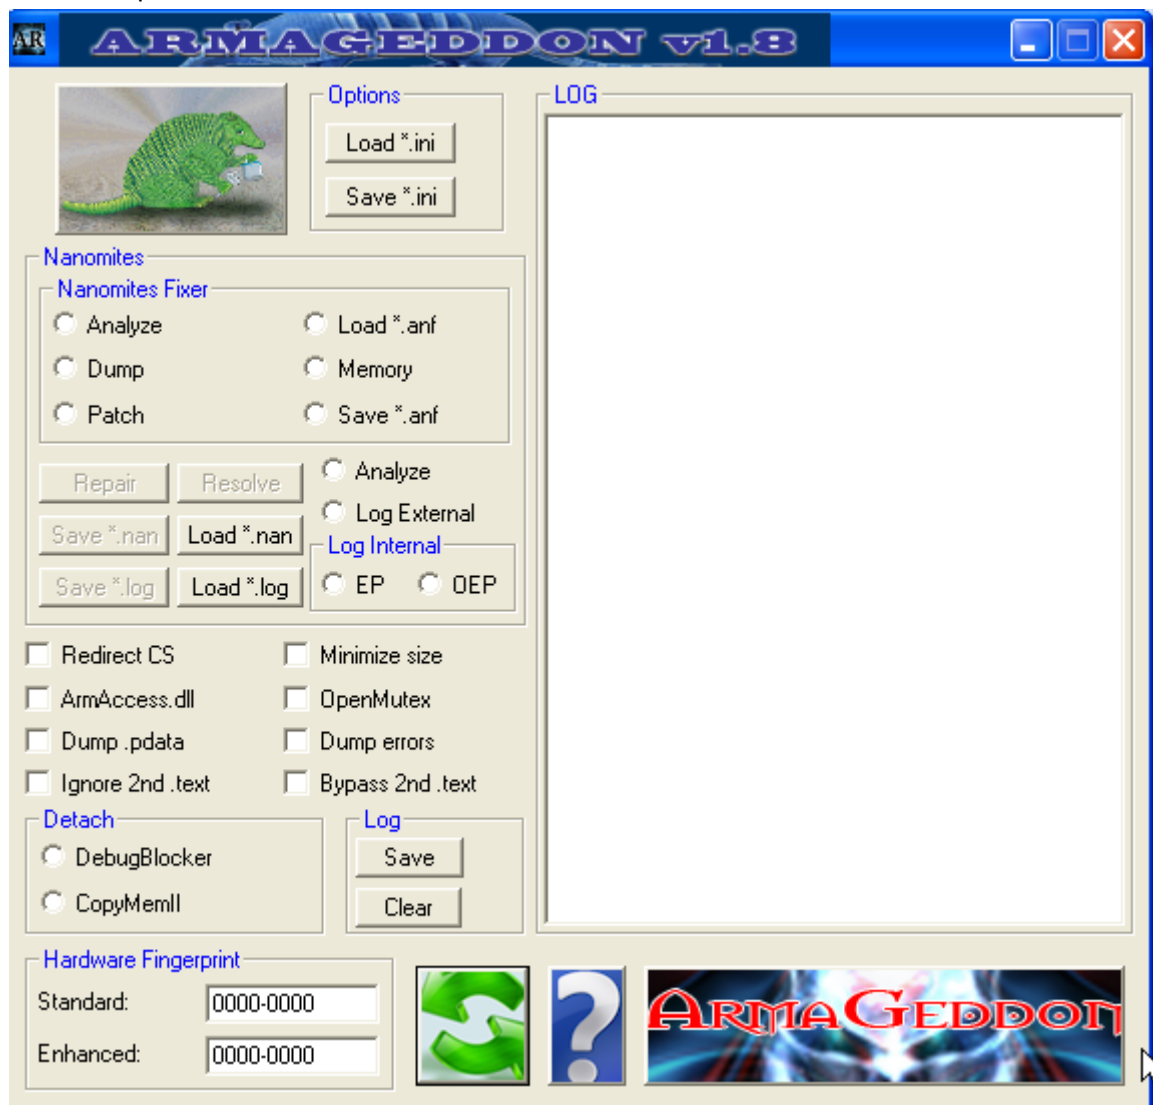 AR ARMAGEDDON v1.8
Options
Load *.ini
Save *.ini
LOG
Nanomites
Nanomites Fixer
Analyze Load *.anf
Dump Memory
Patch Save *.anf
Repair Resolve Analyze
Log External
Save *.nan Load *.nan
Log Internal
Save *.log Load *.log EP OEP
Redirect CS Minimize size
ArmAccess.dll OpenMutex
Dump .pdata Dump errors
Ignore 2nd .text Bypass 2nd .text
Detach Log
DebugBlocker Save
CopyMemII Clear
Hardware Fingerprint
Standard: 0000-0000
Enhanced: 0000-0000
? ARMAGEDDON